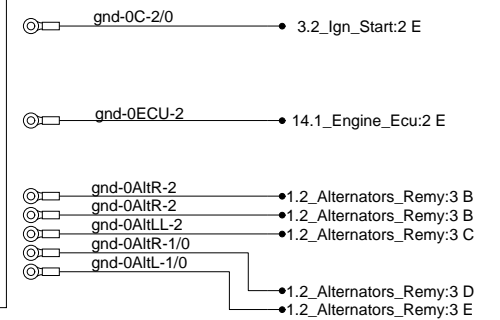 gnd-0C-2/0 3.2_Ign_Start:2 E
gnd-0ECU-2 14.1_Engine_Ecu:2 E
gnd-0AltR-2 1.2_Alternators_Remy:3 B
gnd-0AltR-2 1.2_Alternators_Remy:3 B
gnd-0AltLL-2 1.2_Alternators_Remy:3 C
gnd-0AltR-1/0 1.2_Alternators_Remy:3 D
gnd-0AltL-1/0 1.2_Alternators_Remy:3 E